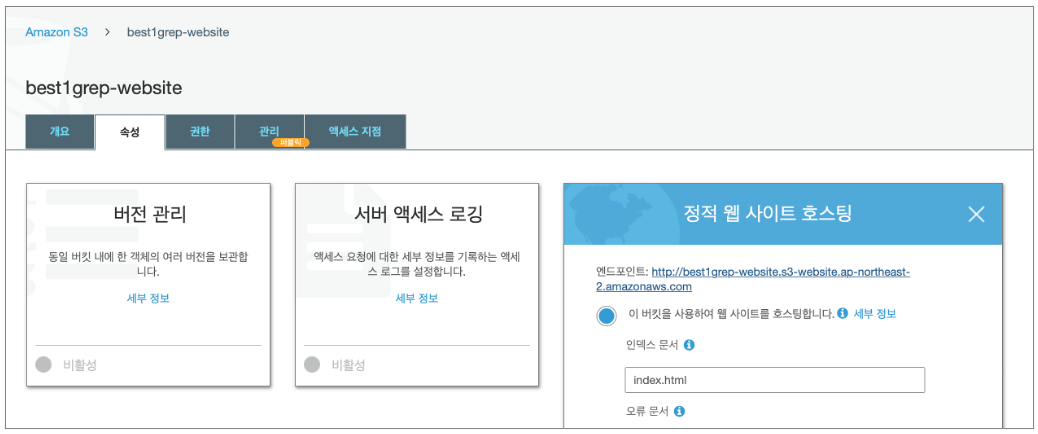 Amazon S3 > best1grep-website
best1grep-website
개요 속성 권한 관리 액세스 지점
퍼블릭
버전 관리
동일 버킷 내에 한 객체의 여러 버전을 보관합
니다.
세부 정보
비활성
서버 액세스 로깅
액세스 요청에 대한 세부 정보를 기록하는 액세
스 로그를 설정합니다.
세부 정보
비활성
정적 웹 사이트 호스팅
엔드포인트: http://best1grep-website.s3-website.ap-northeast-
2.amazonaws.com
이 버킷을 사용하여 웹 사이트를 호스팅합니다. 세부 정보
인덱스 문서
index.html
오류 문서